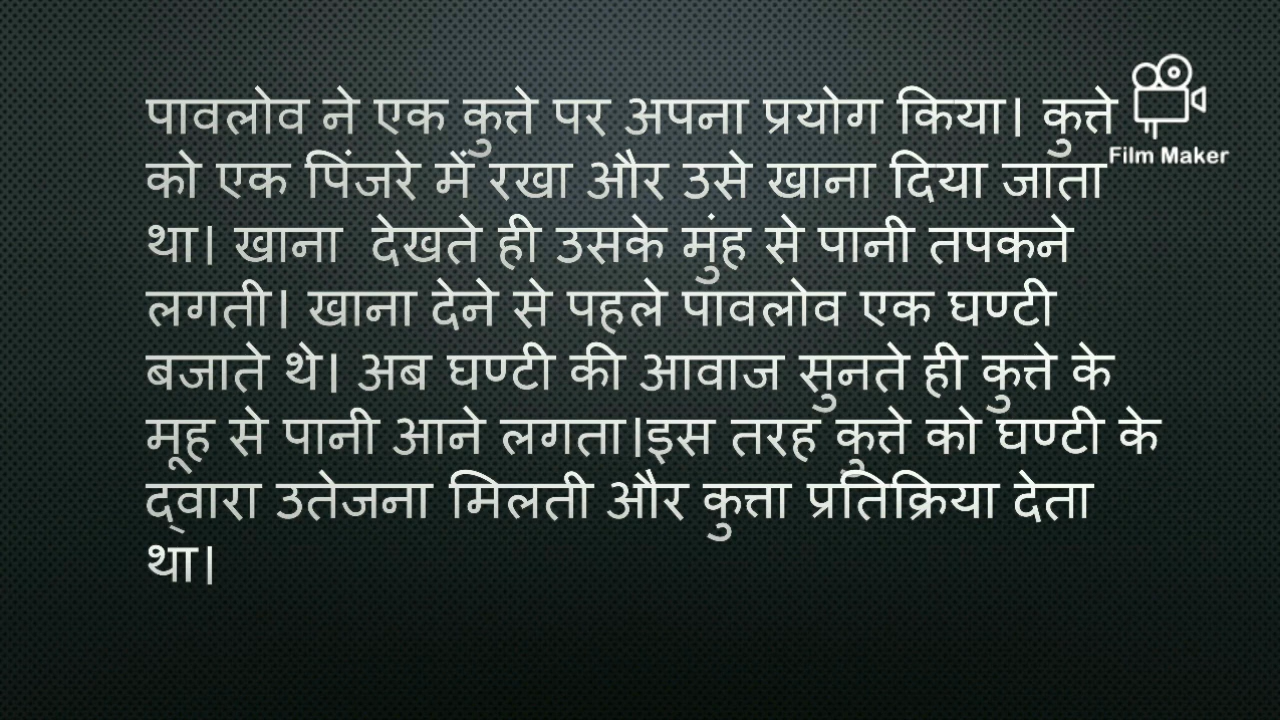 पावलोव ने एक कुत्ते पर अपना प्रयोग किया। कुत्ते
को एक पिंजरे में रखा और उसे खाना दिया जाता
था। खाना  देखते ही उसके मुंह से पानी तपकने
लगती। खाना देने से पहले पावलोव एक घण्टी
बजाते थे। अब घण्टी की आवाज सुनते ही कुत्ते के
मूह से पानी आने लगता।इस तरह कुत्ते को घण्टी के
द्वारा उतेजना मिलती और कुत्ता प्रतिक्रिया देता
था।
Film Maker